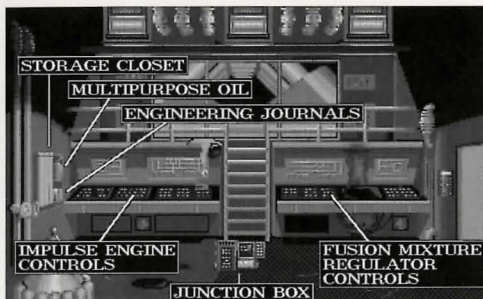 STORAGE CLOSET
MULTIPURPOSE OIL
ENGINEERING JOURNALS
IMPULSE ENGINE
CONTROLS
FUSION MIXTURE
REGULATOR
CONTROLS
JUNCTION BOX